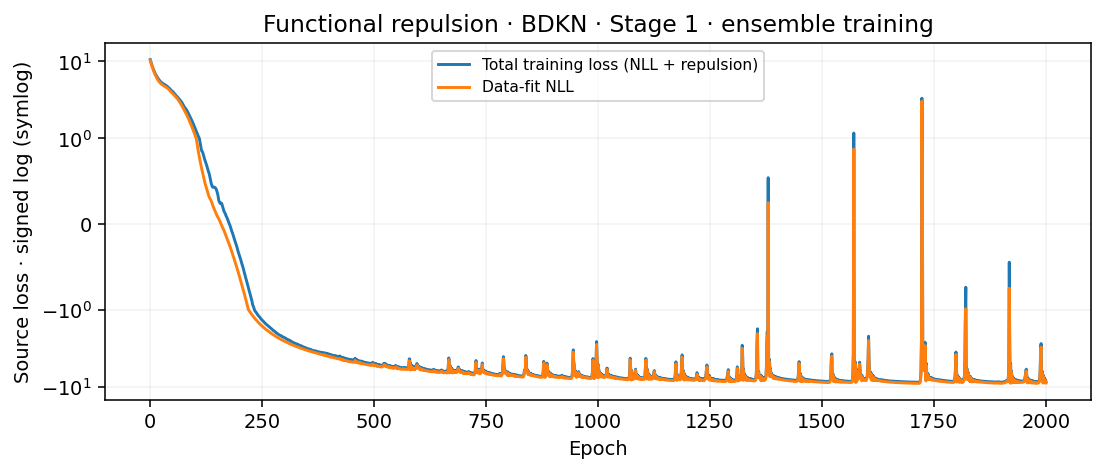 Functional repulsion · BDKN · Stage 1 · ensemble training
Total training loss (NLL + repulsion)
Data-fit NLL
Source loss · signed log (symlog)
10¹
10⁰
0
−10⁰
−10¹
0 250 500 750 1000 1250 1500 1750 2000
Epoch